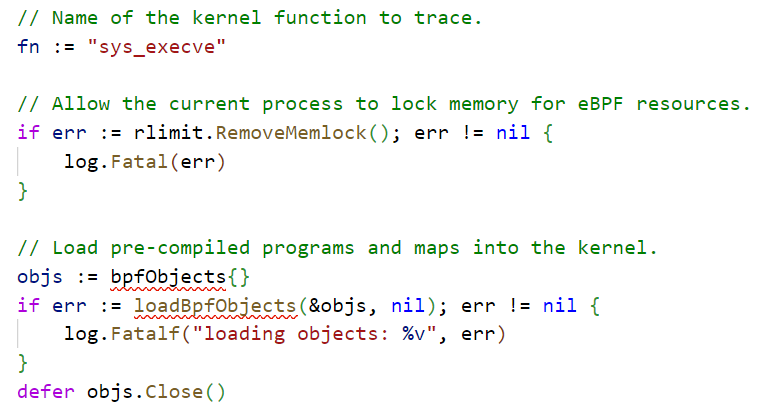 // Name of the kernel function to trace.
fn := "sys_execve"
// Allow the current process to lock memory for eBPF resources.
if err := rlimit.RemoveMemlock(); err != nil {
log.Fatal(err)
}
// Load pre-compiled programs and maps into the kernel.
objs := bpfObjects{}
if err := loadBpfObjects(&objs, nil); err != nil {
log.Fatalf("loading objects: %v", err)
}
defer objs.Close()